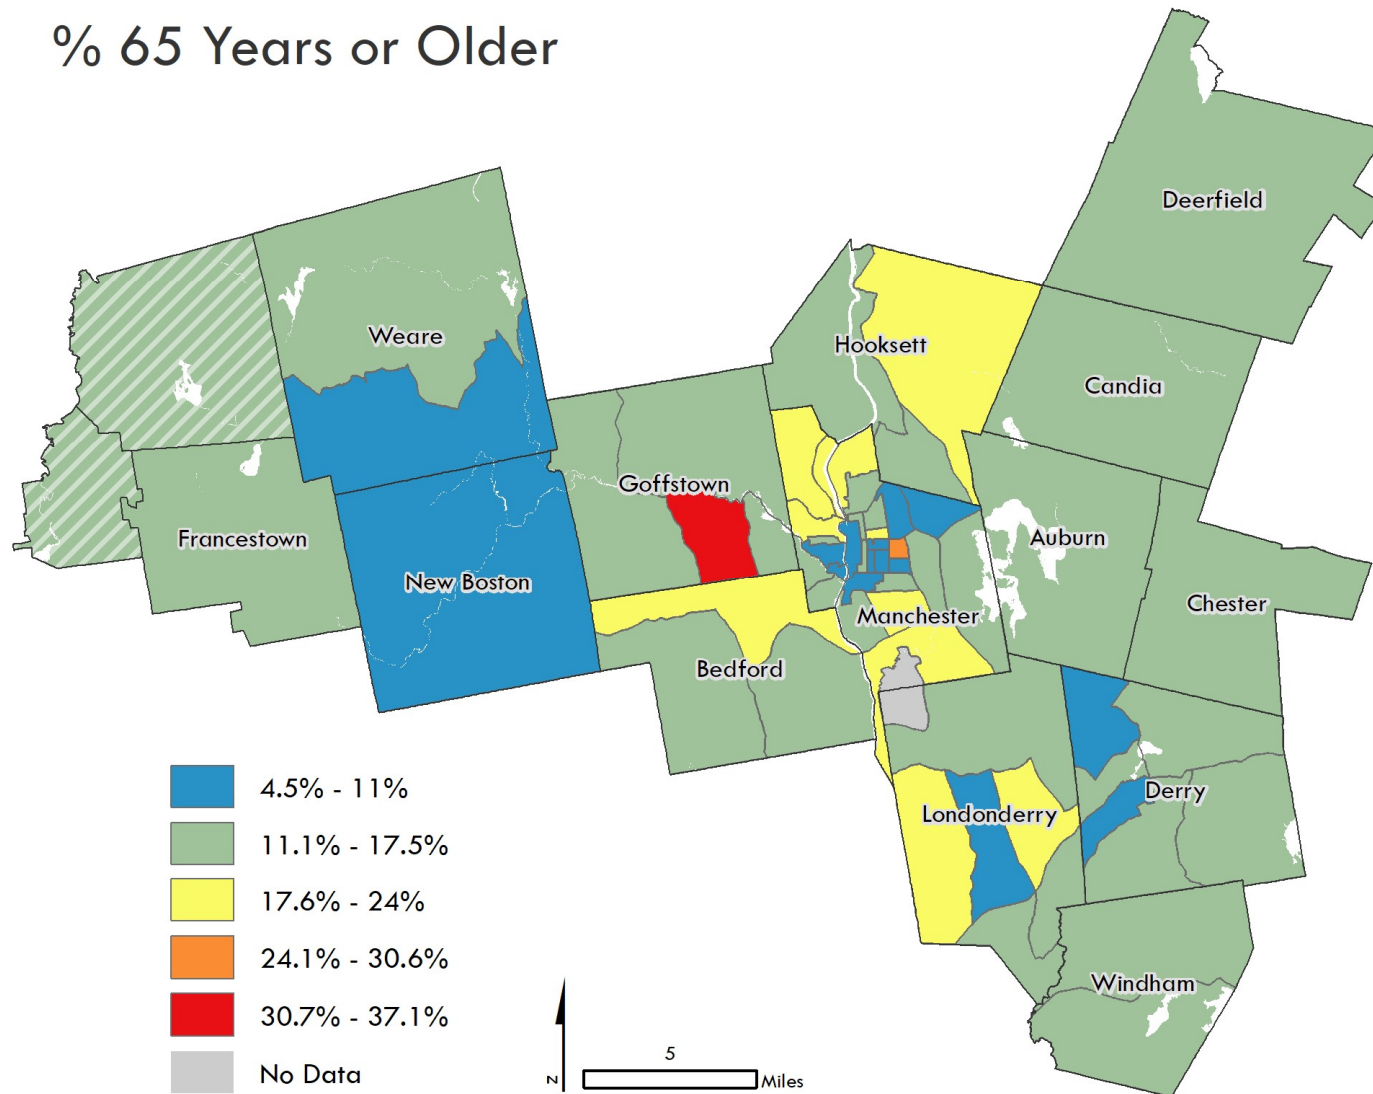 % 65 Years or Older
Deerfield
Weare
Hooksett
Candia
Goffstown
Francestown
Auburn
New Boston
Chester
Manchester
Bedford
Derry
Londonderry
Windham
4.5% - 11%
11.1% - 17.5%
17.6% - 24%
24.1% - 30.6%
30.7% - 37.1%
No Data
N
5
Miles